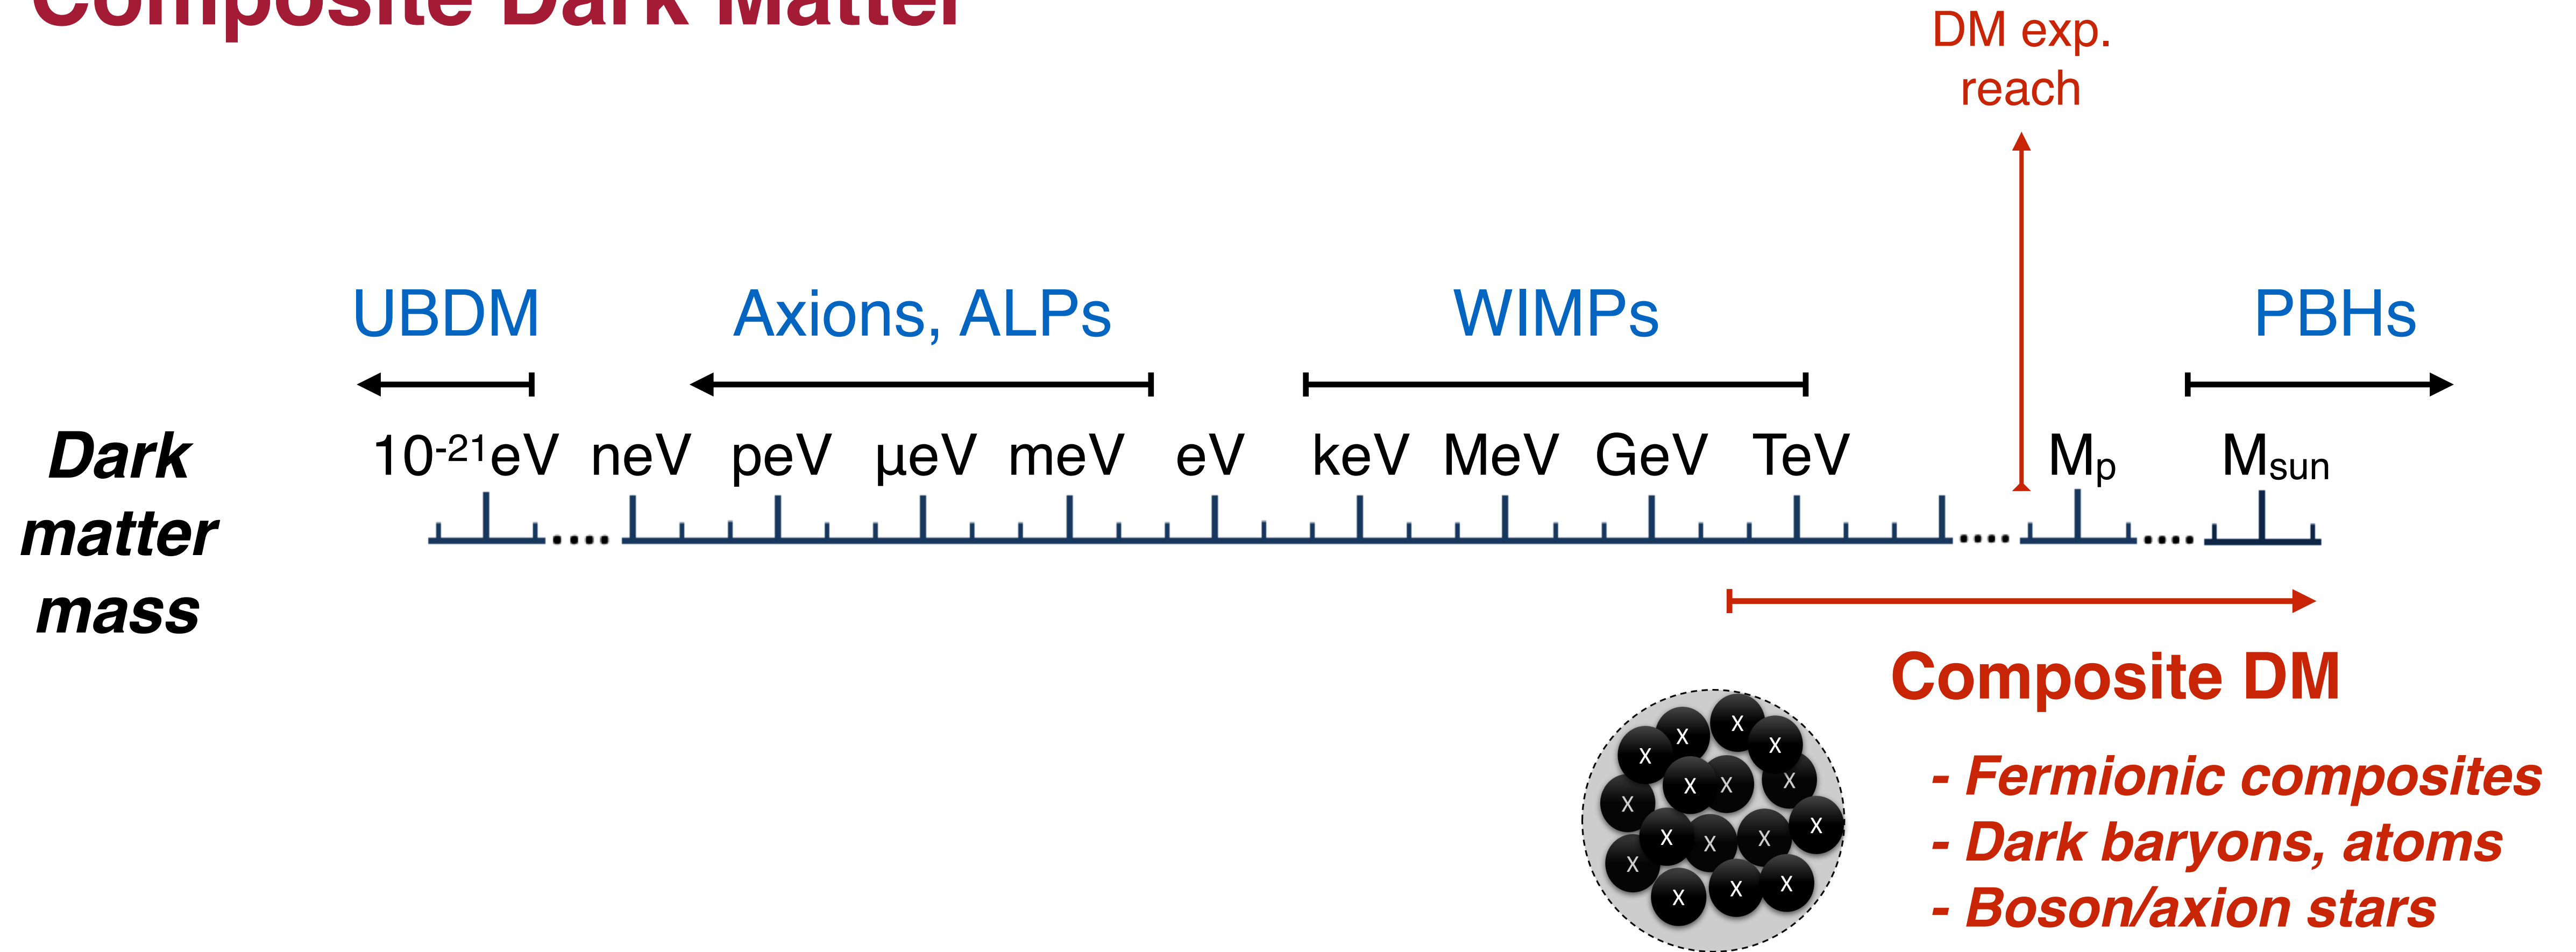 Composite Dark Matter
DM exp.
reach
UBDM Axions, ALPs WIMPs PBHs
Dark
matter
mass
10⁻²¹eV neV peV μeV meV eV keV MeV GeV TeV Mₚ M_sun
Composite DM
- Fermionic composites
- Dark baryons, atoms
- Boson/axion stars
X X X X X X X X X X X X X X X X